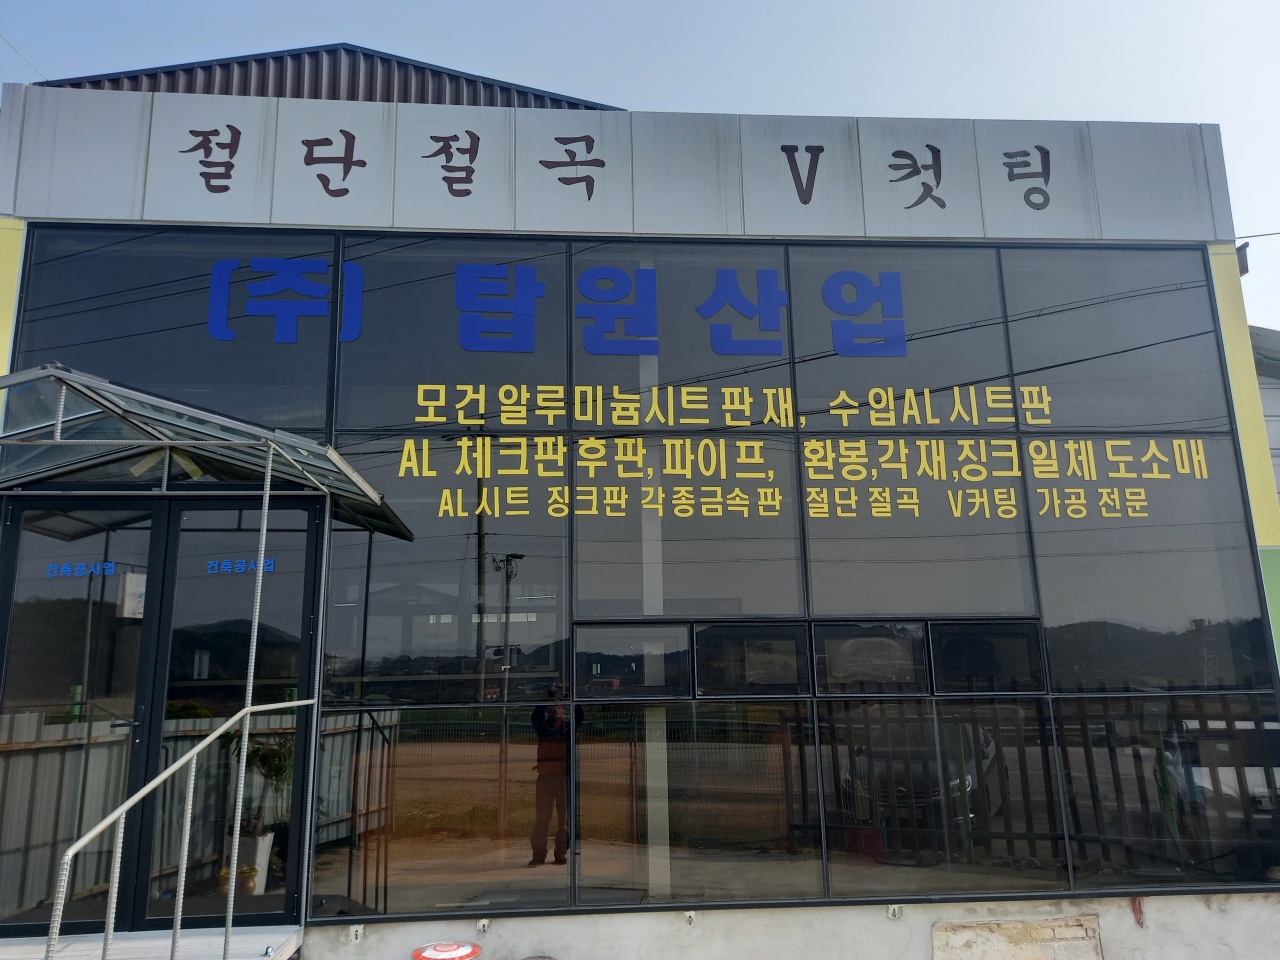 절단절곡 V컷팅
(주) 탑원산업
모건알루미늄시트판재, 수입AL시트판
AL 체크판후판,파이프, 환봉,각재,징크일체도소매
AL시트 징크판 각종금속판 절단절곡 V커팅 가공전문
건축공사업 건축공사업